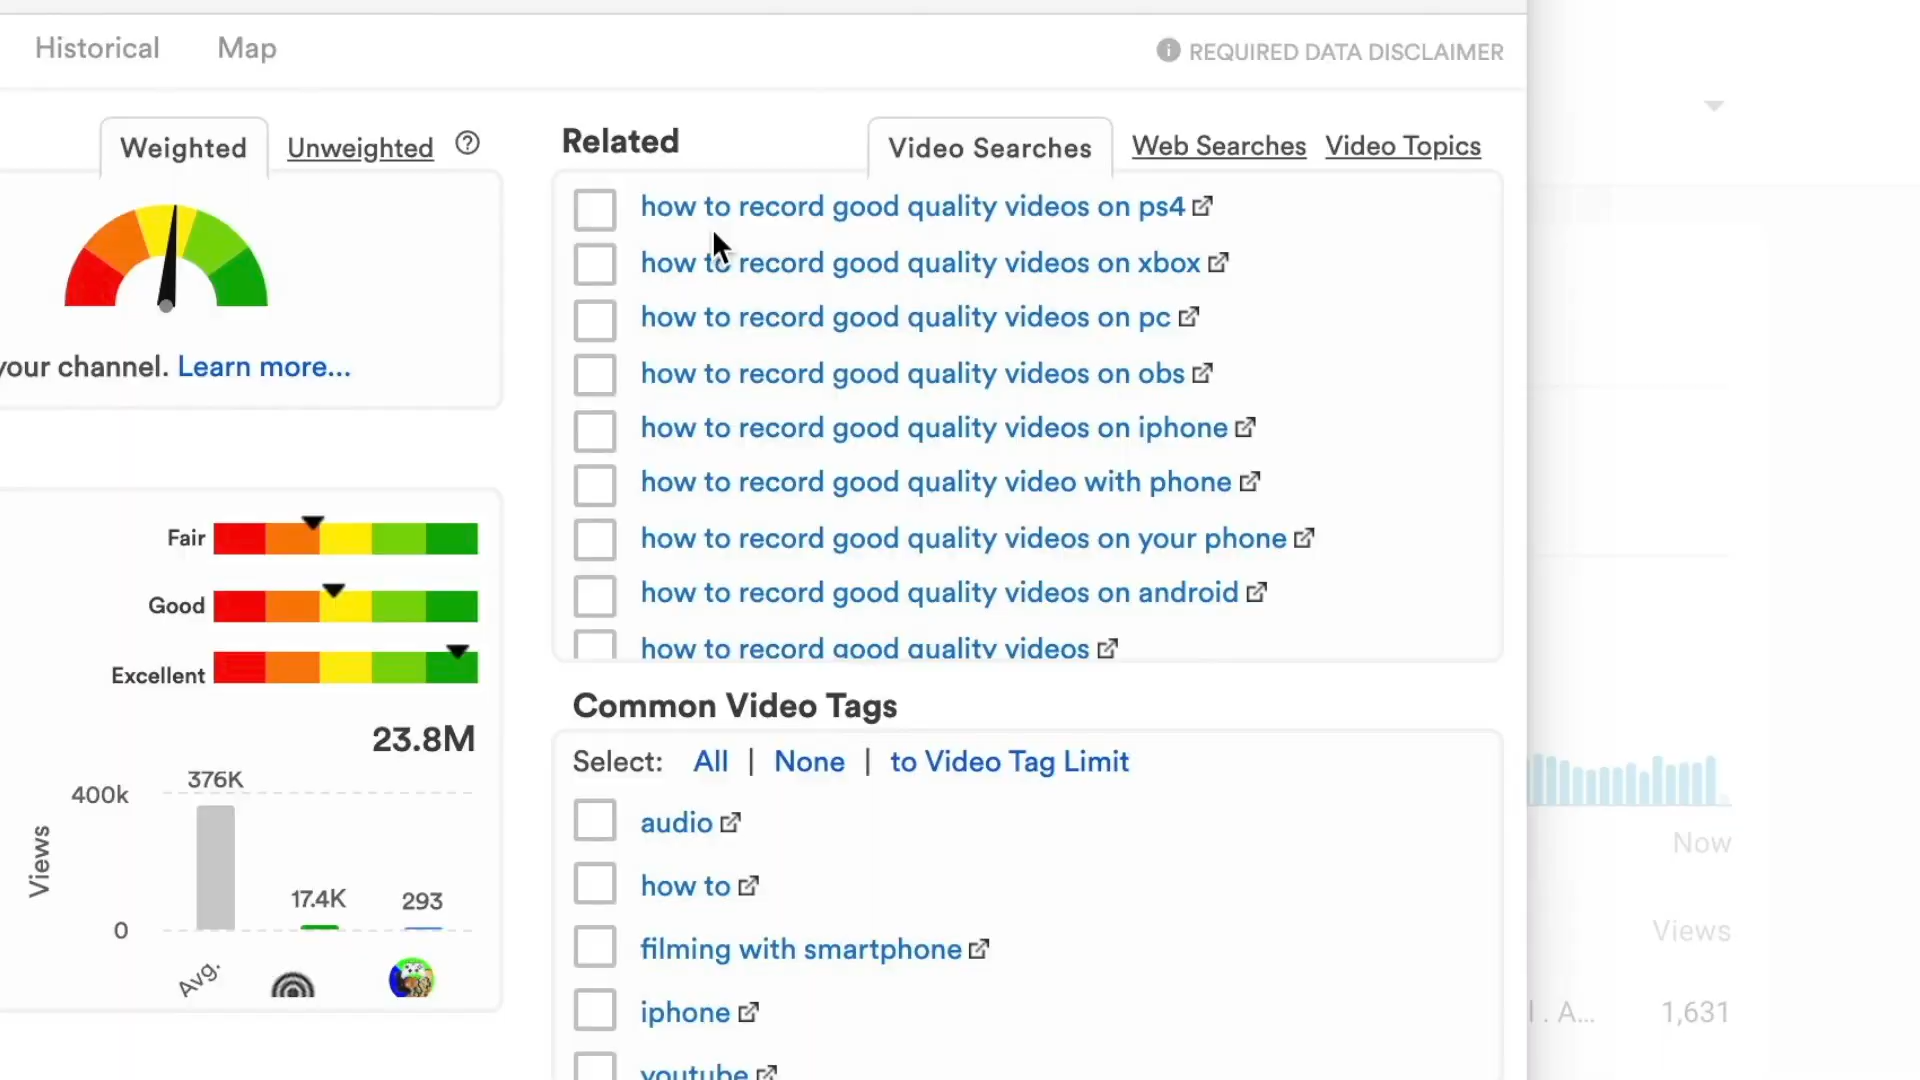 Historical Map
REQUIRED DATA DISCLAIMER
Weighted Unweighted
your channel. Learn more...
Fair
Good
Excellent
23.8M
376K
400k
17.4K
293
Views
0
Avg.
Related Video Searches Web Searches Video Topics
how to record good quality videos on ps4
how to record good quality videos on xbox
how to record good quality videos on pc
how to record good quality videos on obs
how to record good quality videos on iphone
how to record good quality video with phone
how to record good quality videos on your phone
how to record good quality videos on android
how to record good quality videos
Common Video Tags
Select: All | None | to Video Tag Limit
audio
how to
filming with smartphone
iphone
youtube
Now
Views
l . A... 1,631